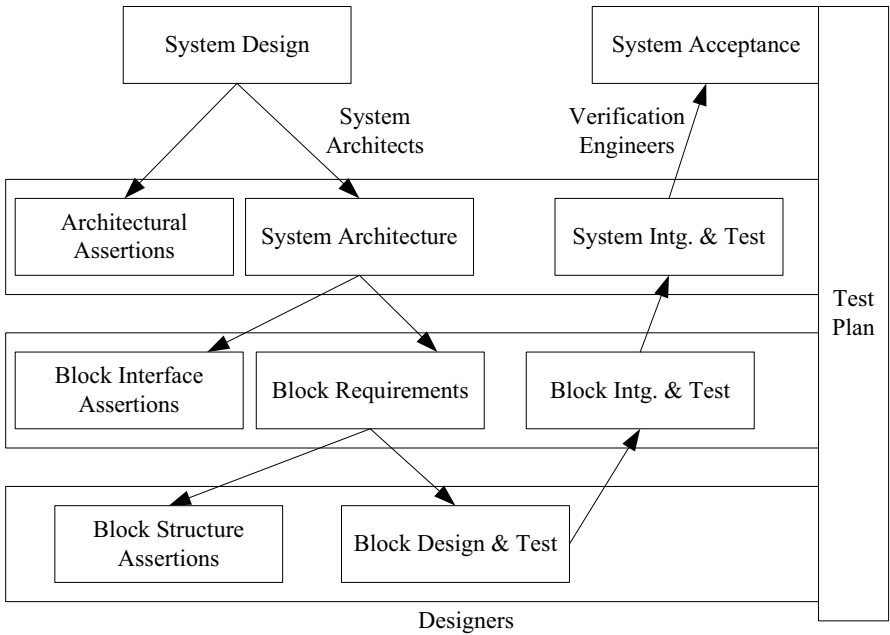 System Design
System Acceptance
System
Architects
Verification
Engineers
Architectural
Assertions
System Architecture
System Intg. & Test
Test
Plan
Block Interface
Assertions
Block Requirements
Block Intg. & Test
Block Structure
Assertions
Block Design & Test
Designers